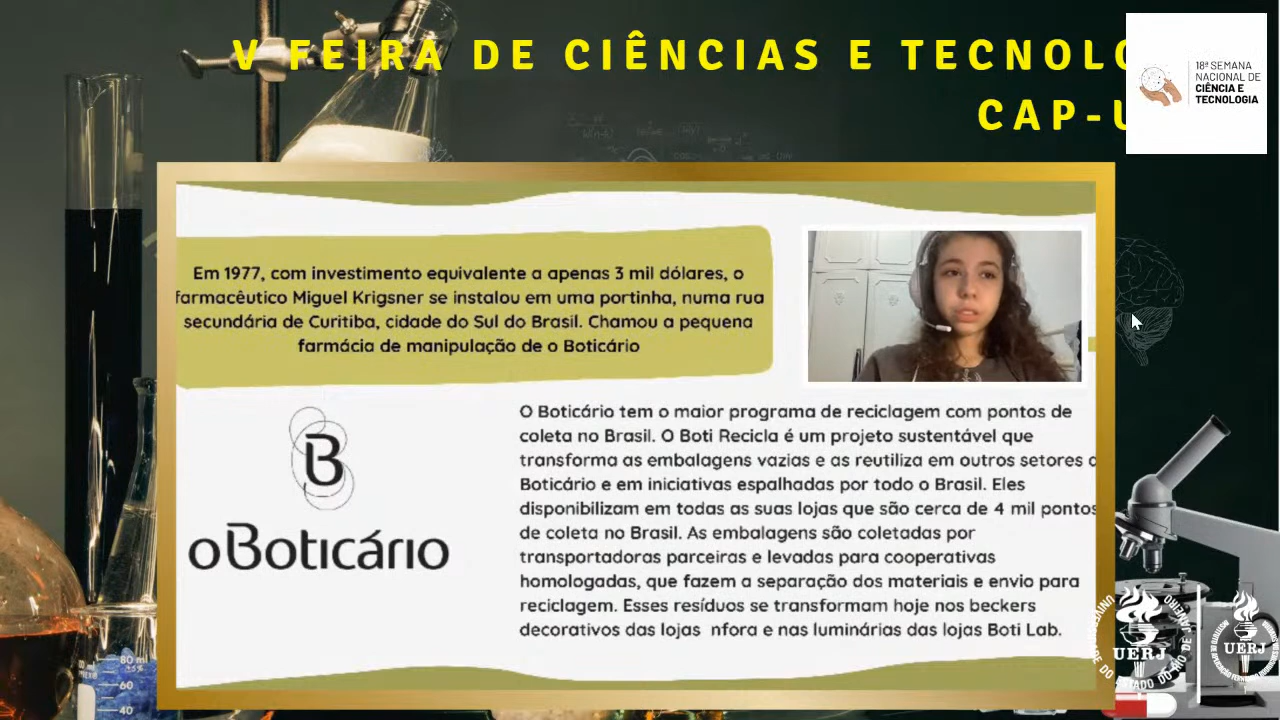 V FEIRA DE CIÊNCIAS E TECNOLO
CAP-U
18ª SEMANA
NACIONAL DE
CIÊNCIA E
TECNOLOGIA
Em 1977, com investimento equivalente a apenas 3 mil dólares, o
farmacêutico Miguel Krigsner se instalou em uma portinha, numa rua
secundária de Curitiba, cidade do Sul do Brasil. Chamou a pequena
farmácia de manipulação de o Boticário
B
oBoticário
O Boticário tem o maior programa de reciclagem com pontos de
coleta no Brasil. O Boti Recicla é um projeto sustentável que
transforma as embalagens vazias e as reutiliza em outros setores
Boticário e em iniciativas espalhadas por todo o Brasil. Eles
disponibilizam em todas as suas lojas que são cerca de 4 mil pontos
de coleta no Brasil. As embalagens são coletadas por
transportadoras parceiras e levadas para cooperativas
homologadas, que fazem a separação dos materiais e envio para
reciclagem. Esses resíduos se transformam hoje nos beckers
decorativos das lojas nfora e nas luminárias das lojas Boti Lab.
UERJ
UERJ
80 ml
60
40